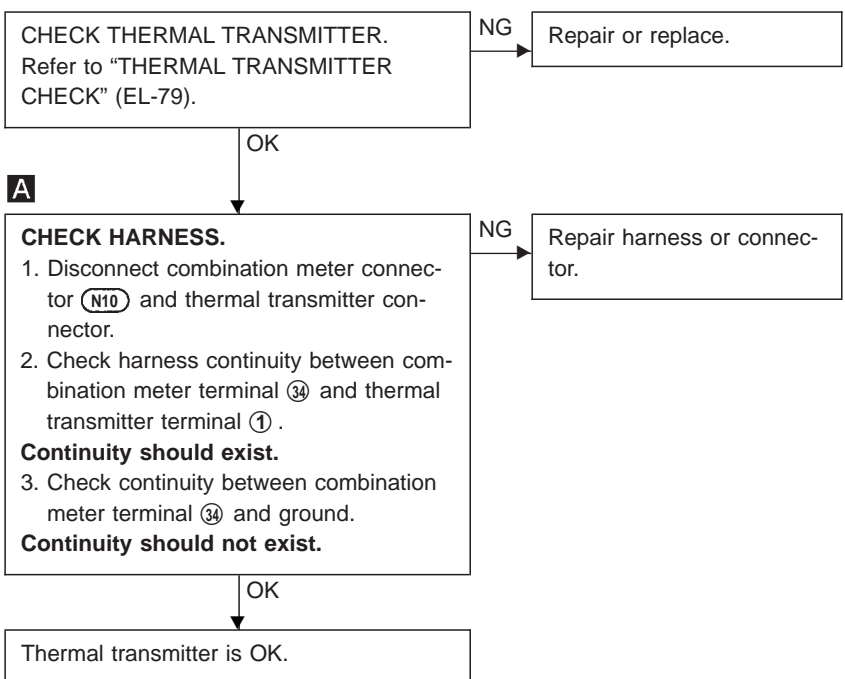 CHECK THERMAL TRANSMITTER.
Refer to “THERMAL TRANSMITTER
CHECK” (EL-79).
NG
Repair or replace.
OK
A
CHECK HARNESS.
1. Disconnect combination meter connec-
tor N10 and thermal transmitter con-
nector.
2. Check harness continuity between com-
bination meter terminal ㉞ and thermal
transmitter terminal ① .
Continuity should exist.
3. Check continuity between combination
meter terminal ㉞ and ground.
Continuity should not exist.
NG
Repair harness or connec-
tor.
OK
Thermal transmitter is OK.